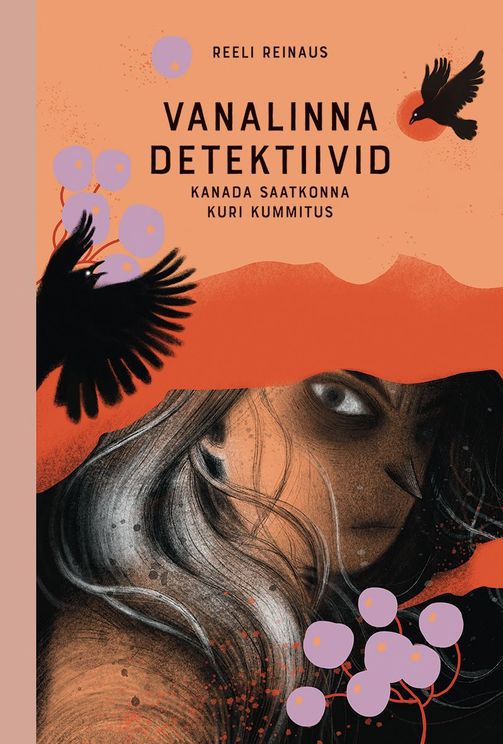 REELI REINAUS
VANALINNA
DETEKTIIVID
KANADA SAATKONNA
KURI KUMMITUS